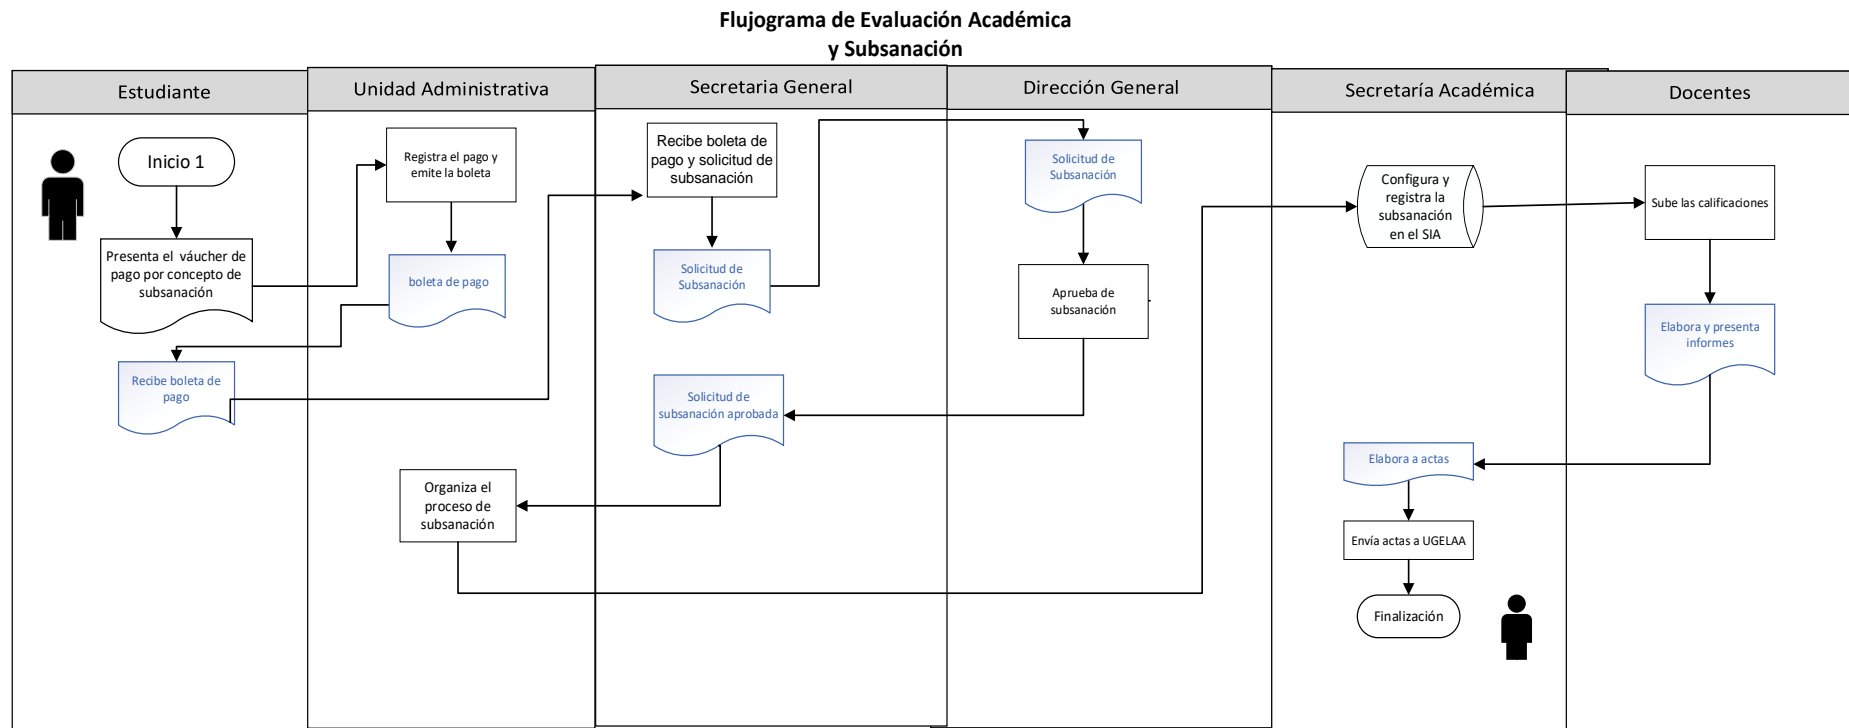 Flujograma de Evaluación Académica
y Subsanación
Estudiante
Unidad Administrativa
Secretaria General
Dirección General
Secretaría Académica
Docentes
Inicio 1
Presenta el váucher de
pago por concepto de
subsanación
Recibe boleta de
pago
Registra el pago y
emite la boleta
boleta de pago
Organiza el
proceso de
subsanación
Recibe boleta de
pago y solicitud de
subsanación
Solicitud de
Subsanación
Solicitud de
subsanación aprobada
Solicitud de
Subsanación
Aprueba de
subsanación
Configura y
registra la
subsanación
en el SIA
Elabora a actas
Envía actas a UGELAA
Finalización
Sube las calificaciones
Elabora y presenta
informes